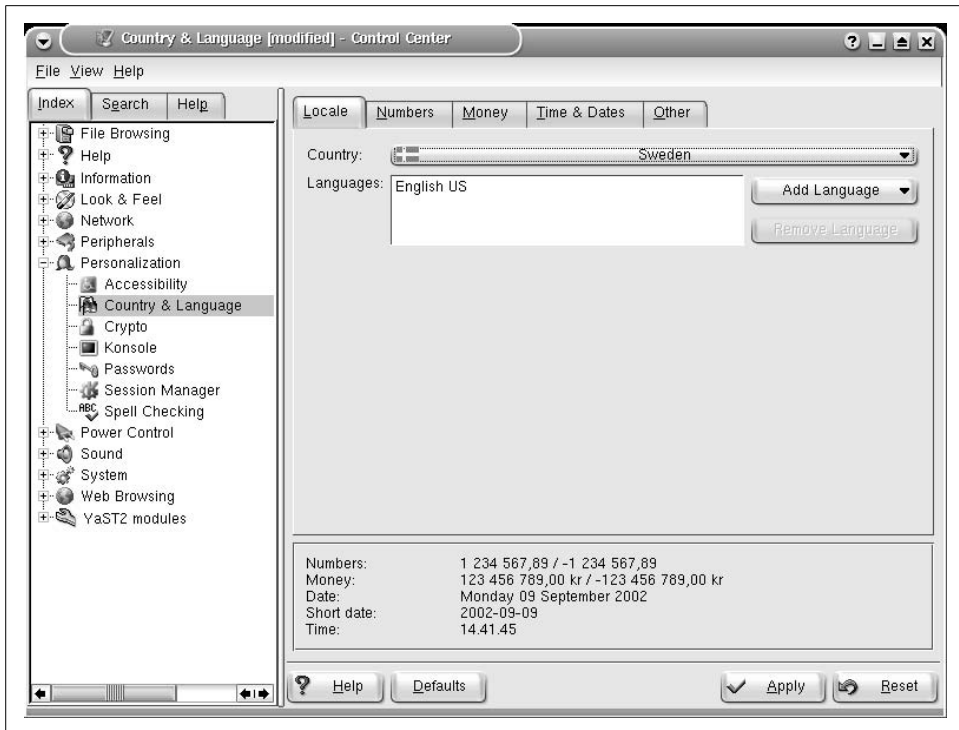 Country & Language [modified] - Control Center
File View Help
Index Search Help
File Browsing
Help
Information
Look & Feel
Network
Peripherals
Personalization
Accessibility
Country & Language
Crypto
Konsole
Passwords
Session Manager
ABC Spell Checking
Power Control
Sound
System
Web Browsing
YaST2 modules
Locale Numbers Money Time & Dates Other
Country: Sweden
Languages: English US
Add Language
Remove Language
Numbers: 1 234 567,89 / -1 234 567,89
Money: 123 456 789,00 kr / -123 456 789,00 kr
Date: Monday 09 September 2002
Short date: 2002-09-09
Time: 14.41.45
? Help Defaults Apply Reset